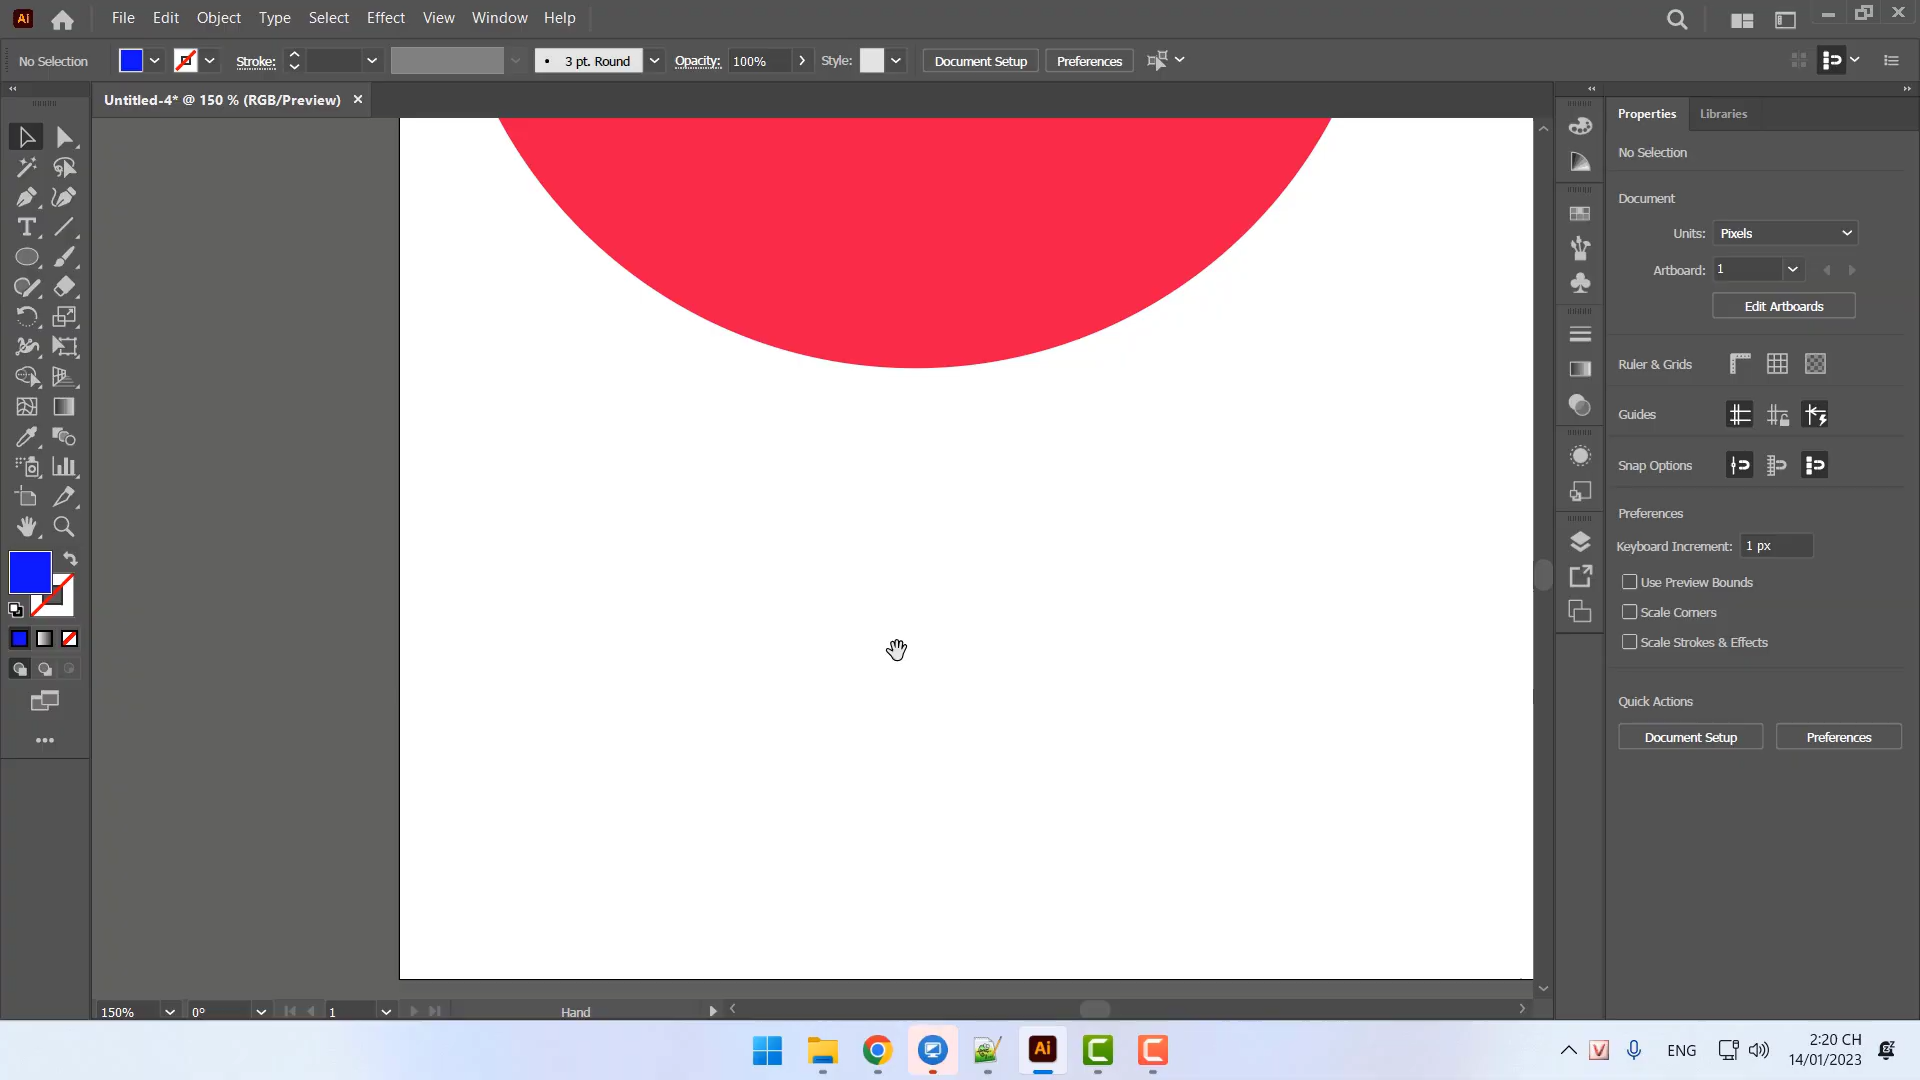 Ai File Edit Object Type Select Effect View Window Help
No Selection Stroke: 3 pt. Round Opacity: 100% Style: Document Setup Preferences
Untitled-4* @ 150 % (RGB/Preview) ×
Properties Libraries
No Selection
Document
Units: Pixels
Artboard: 1
Edit Artboards
Ruler & Grids
Guides
Snap Options
Preferences
Keyboard Increment: 1 px
Use Preview Bounds
Scale Corners
Scale Strokes & Effects
Quick Actions
Document Setup Preferences
150% 0° 1 Hand
Ai ENG 2:20 CH
14/01/2023